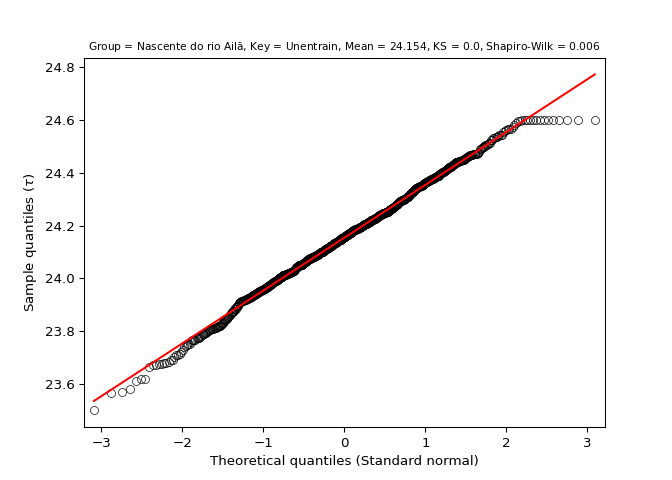 Group = Nascente do rio Ailã, Key = Unentrain, Mean = 24.154, KS = 0.0, Shapiro-Wilk = 0.006
24.8
24.6
24.4
24.2
24.0
23.8
23.6
Sample quantiles (τ)
−3 −2 −1 0 1 2 3
Theoretical quantiles (Standard normal)